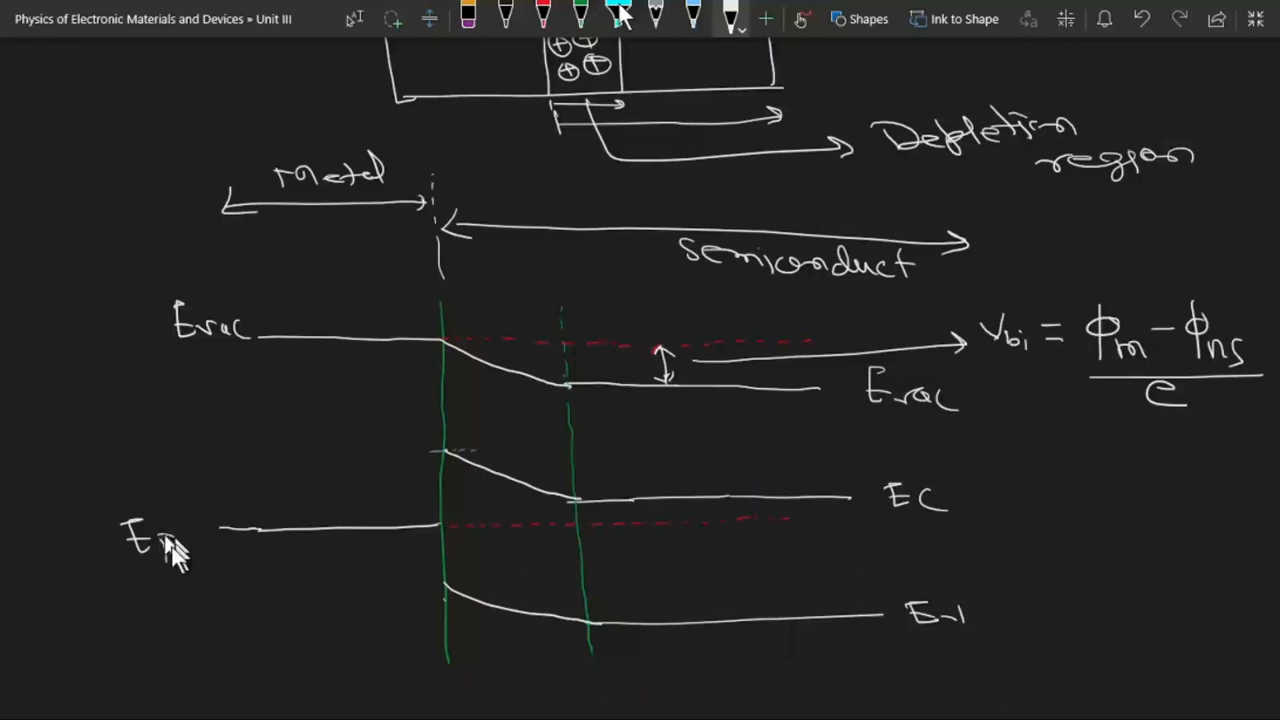 Physics of Electronic Materials and Devices » Unit III
Shapes
Ink to Shape
Depletion
region
Metal
semiconduct
Evac
Vbi = ϕm - ϕns / e
Evac
EC